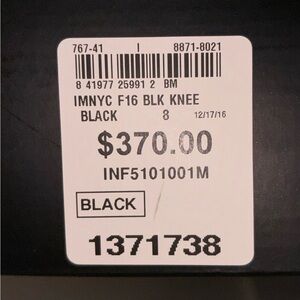 767-41 I 8871-8021
8 41977 25991 2 BM
IMNYC F16 BLK KNEE
BLACK 8 12/17/16
$370.00
INF5101001M
BLACK
1371738